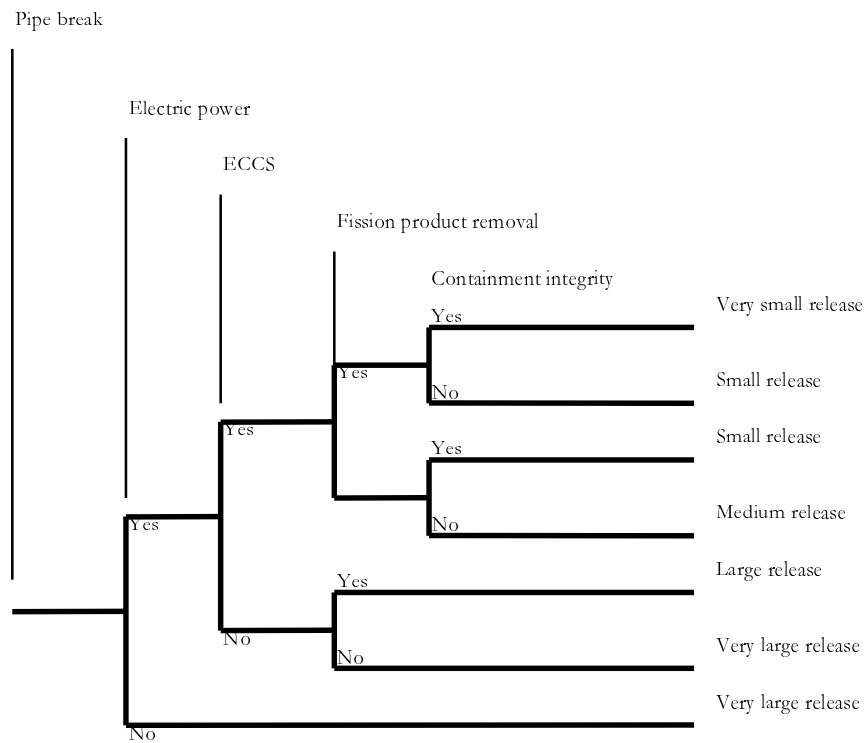 Pipe break
Electric power
ECCS
Fission product removal
Containment integrity
Very small release
Yes
Yes
Small release
No
Yes
Small release
Yes
Medium release
Yes
No
Large release
Yes
No
Very large release
No
Very large release
No